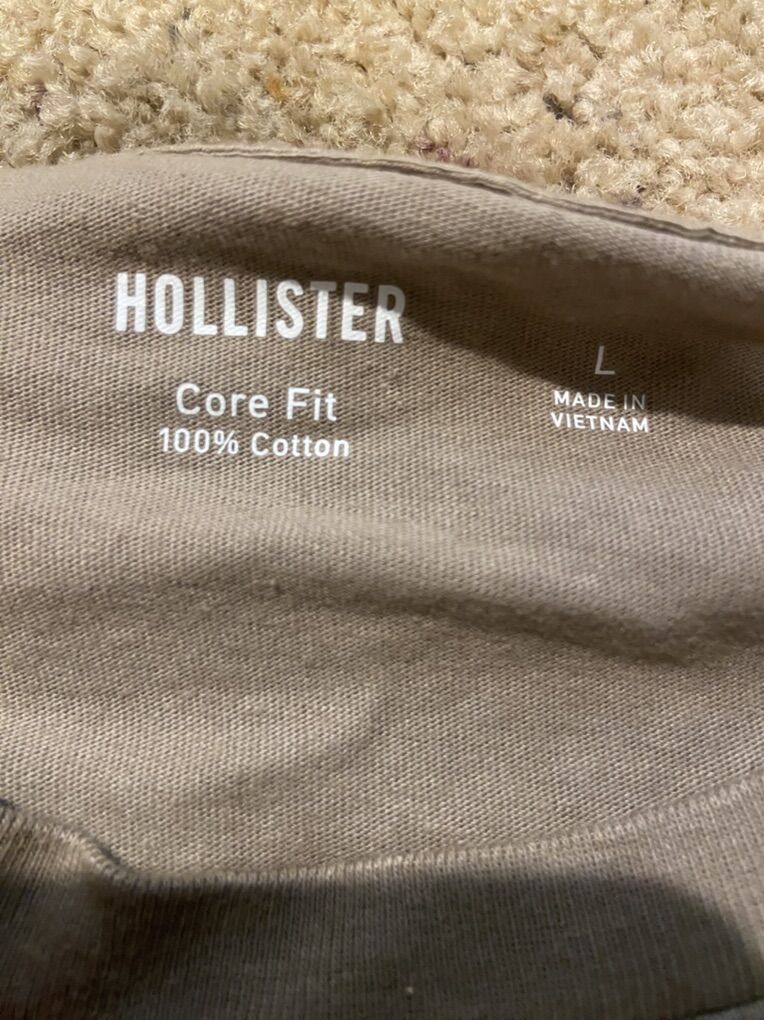 HOLLISTER
Core Fit
100% Cotton
L
MADE IN
VIETNAM